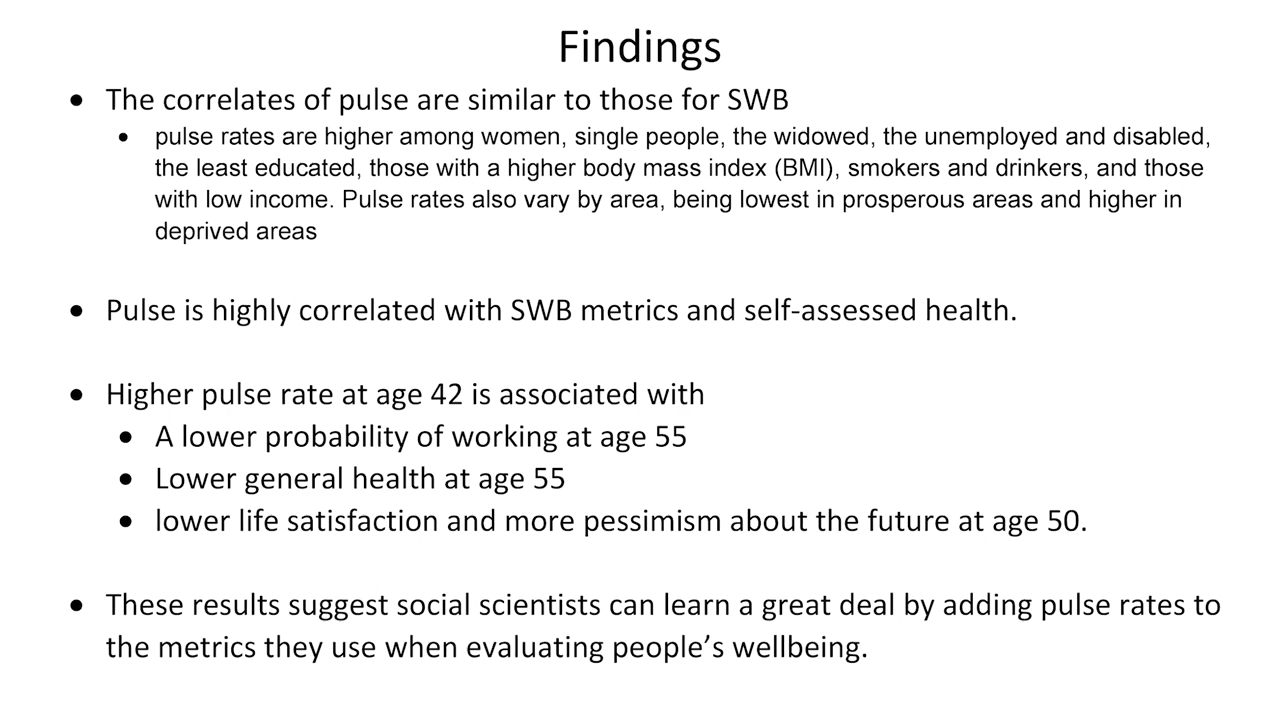 Findings
• The correlates of pulse are similar to those for SWB
• pulse rates are higher among women, single people, the widowed, the unemployed and disabled,
the least educated, those with a higher body mass index (BMI), smokers and drinkers, and those
with low income. Pulse rates also vary by area, being lowest in prosperous areas and higher in
deprived areas
• Pulse is highly correlated with SWB metrics and self-assessed health.
• Higher pulse rate at age 42 is associated with
• A lower probability of working at age 55
• Lower general health at age 55
• lower life satisfaction and more pessimism about the future at age 50.
• These results suggest social scientists can learn a great deal by adding pulse rates to
the metrics they use when evaluating people’s wellbeing.